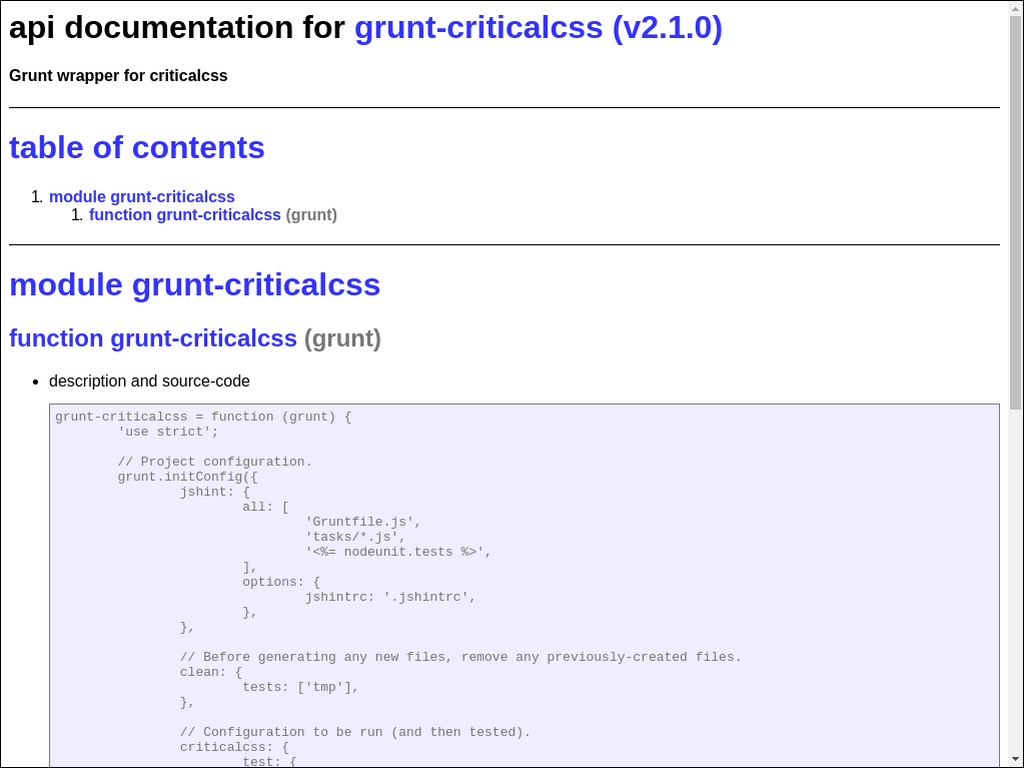 api documentation for grunt-criticalcss (v2.1.0)
Grunt wrapper for criticalcss
table of contents
1. module grunt-criticalcss
1. function grunt-criticalcss (grunt)
module grunt-criticalcss
function grunt-criticalcss (grunt)
• description and source-code
grunt-criticalcss = function (grunt) {
        'use strict';

        // Project configuration.
        grunt.initConfig({
                jshint: {
                        all: [
                                'Gruntfile.js',
                                'tasks/*.js',
                                '<%= nodeunit.tests %>',
                        ],
                        options: {
                                jshintrc: '.jshintrc',
                        },
                },

                // Before generating any new files, remove any previously-created files.
                clean: {
                        tests: ['tmp'],
                },

                // Configuration to be run (and then tested).
                criticalcss: {
                        test: {